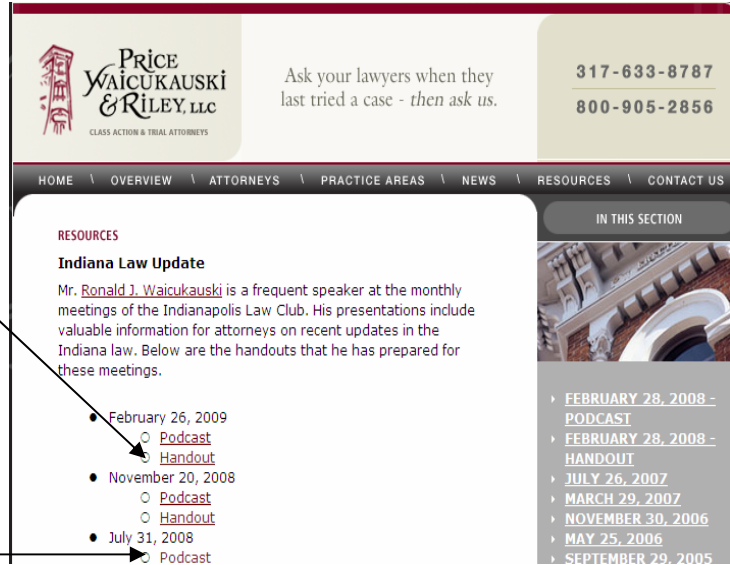 PRICE
WAICUKAUSKI
& RILEY, LLC
CLASS ACTION & TRIAL ATTORNEYS
Ask your lawyers when they
last tried a case - then ask us.
317-633-8787
800-905-2856
HOME \ OVERVIEW \ ATTORNEYS \ PRACTICE AREAS \ NEWS \ RESOURCES \ CONTACT US
RESOURCES
Indiana Law Update
Mr. Ronald J. Waicukauski is a frequent speaker at the monthly
meetings of the Indianapolis Law Club. His presentations include
valuable information for attorneys on recent updates in the
Indiana law. Below are the handouts that he has prepared for
these meetings.
February 26, 2009
Podcast
Handout
November 20, 2008
Podcast
Handout
July 31, 2008
Podcast
IN THIS SECTION
FEBRUARY 28, 2008 -
PODCAST
FEBRUARY 28, 2008 -
HANDOUT
JULY 26, 2007
MARCH 29, 2007
NOVEMBER 30, 2006
MAY 25, 2006
SEPTEMBER 29, 2005